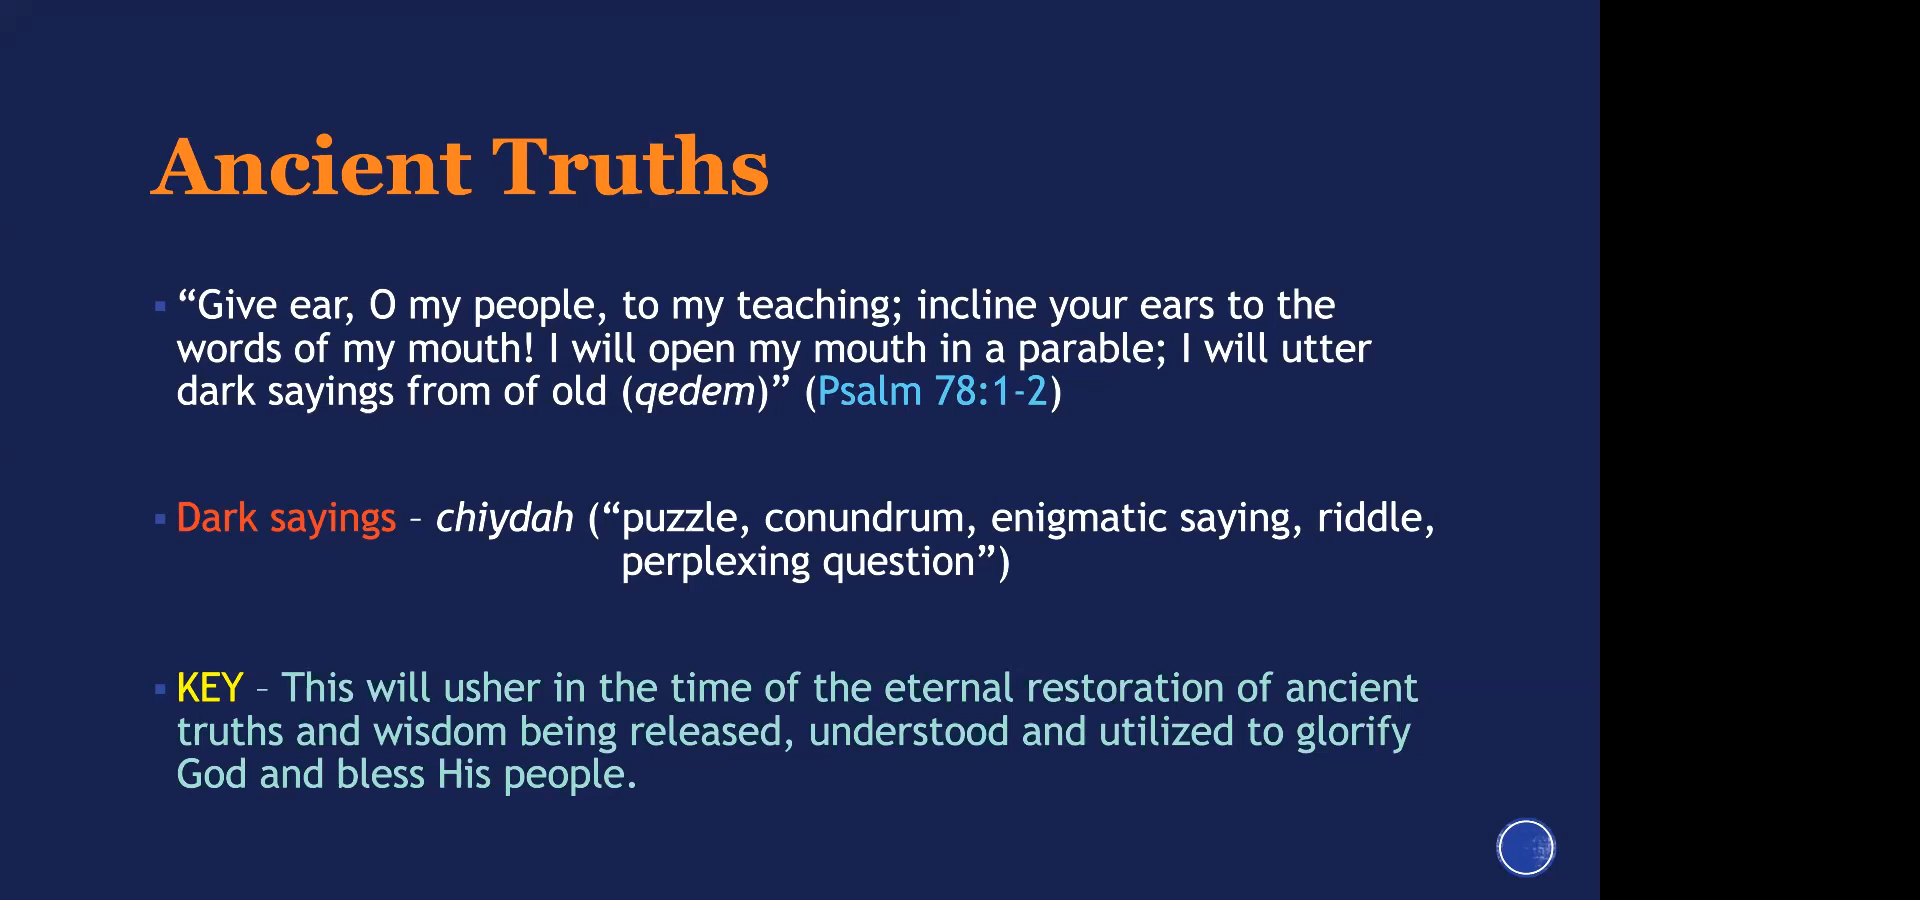 Ancient Truths
“Give ear, O my people, to my teaching; incline your ears to the
words of my mouth! I will open my mouth in a parable; I will utter
dark sayings from of old (qedem)” (Psalm 78:1-2)
Dark sayings – chiydah (“puzzle, conundrum, enigmatic saying, riddle,
perplexing question”)
KEY – This will usher in the time of the eternal restoration of ancient
truths and wisdom being released, understood and utilized to glorify
God and bless His people.